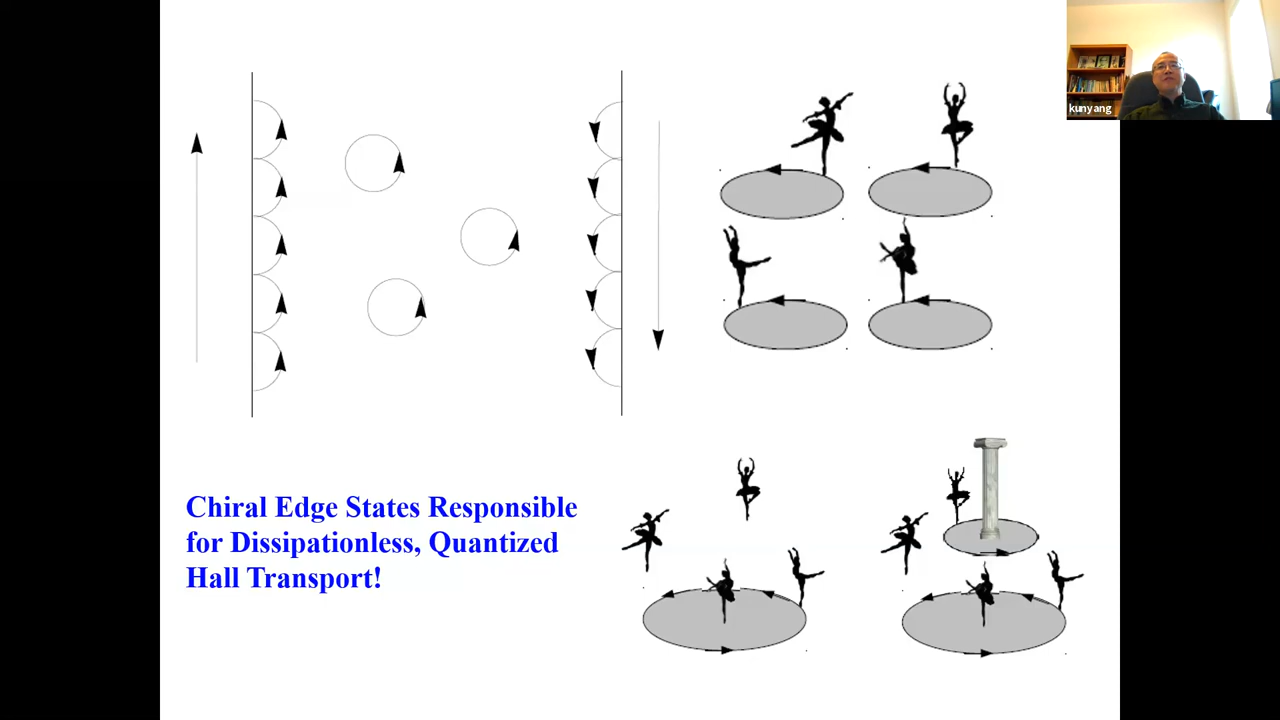 kunyang
Chiral Edge States Responsible
for Dissipationless, Quantized
Hall Transport!